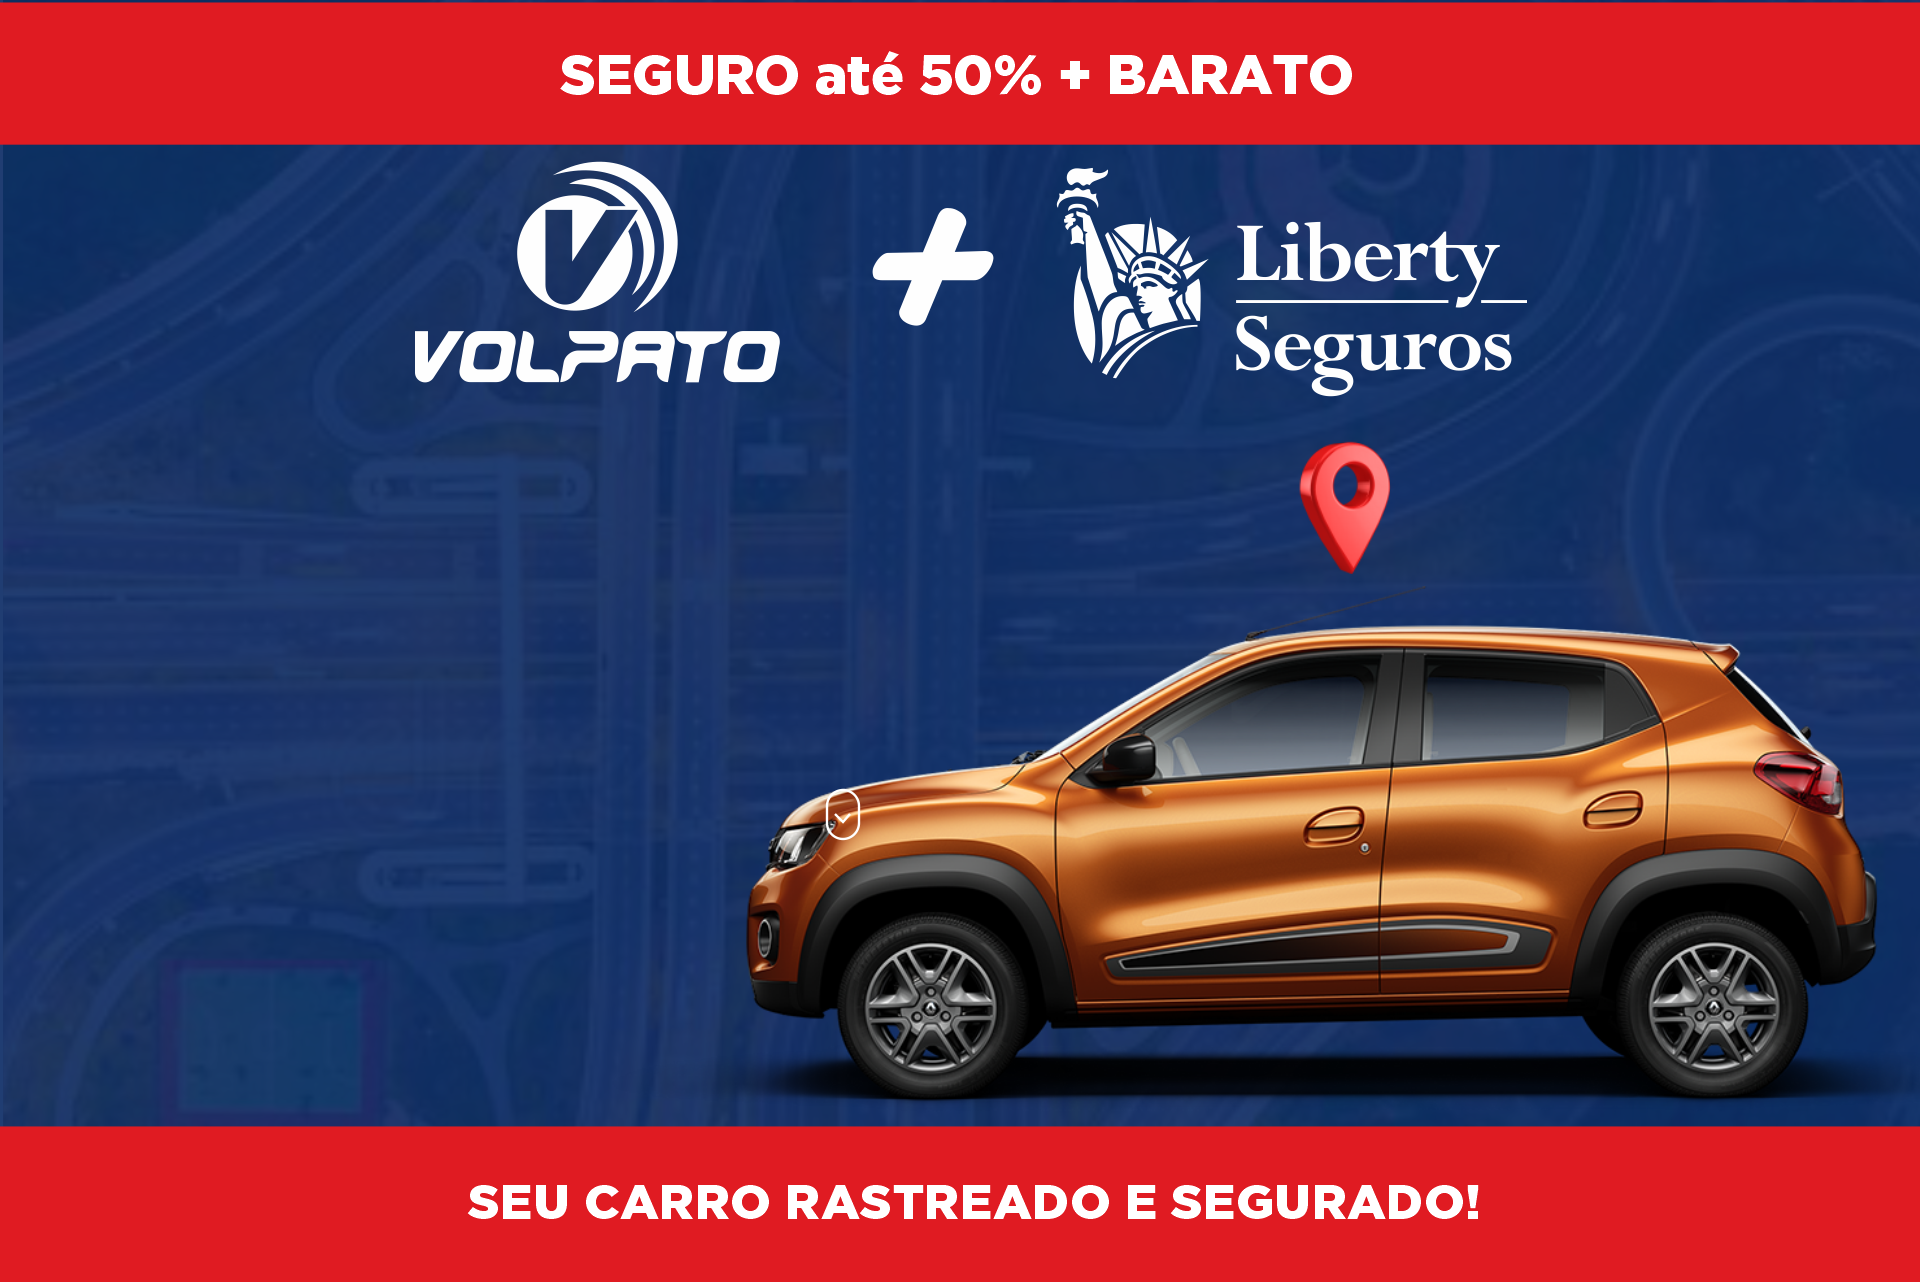 SEGURO até 50% + BARATO
VOLPATO
Liberty
Seguros
SEU CARRO RASTREADO E SEGURADO!